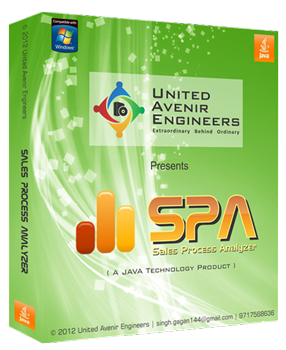 Compatible with
Windows
Java
UNITED
AVENIR
ENGINEERS
Extraordinary Behind Ordinary
Presents
SPA
Sales Process Analyzer
( A JAVA Technology Product )
© 2012 United Avenir Engineers | singh.gagan144@gmail.com | 9717568636
© 2012 United Avenir Engineers
SALES PROCESS ANALYZER
Java